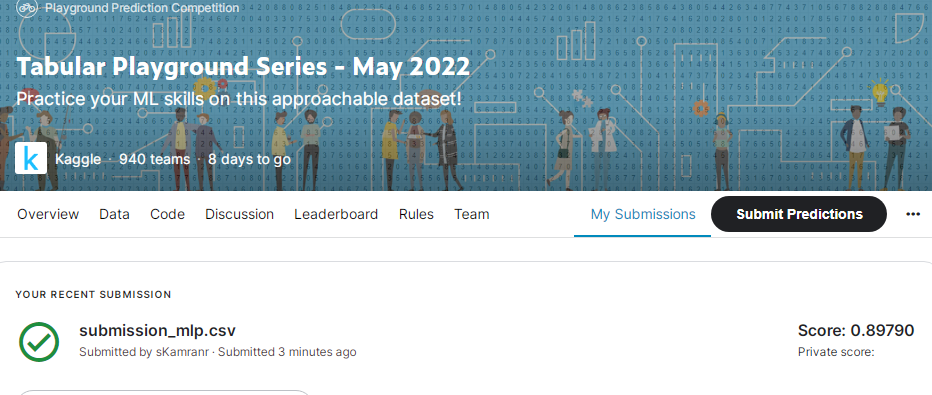 Playground Prediction Competition
Tabular Playground Series - May 2022
Practice your ML skills on this approachable dataset!
k Kaggle · 940 teams · 8 days to go
Overview Data Code Discussion Leaderboard Rules Team My Submissions Submit Predictions
YOUR RECENT SUBMISSION
submission_mlp.csv Score: 0.89790
Submitted by sKamranr · Submitted 3 minutes ago Private score: